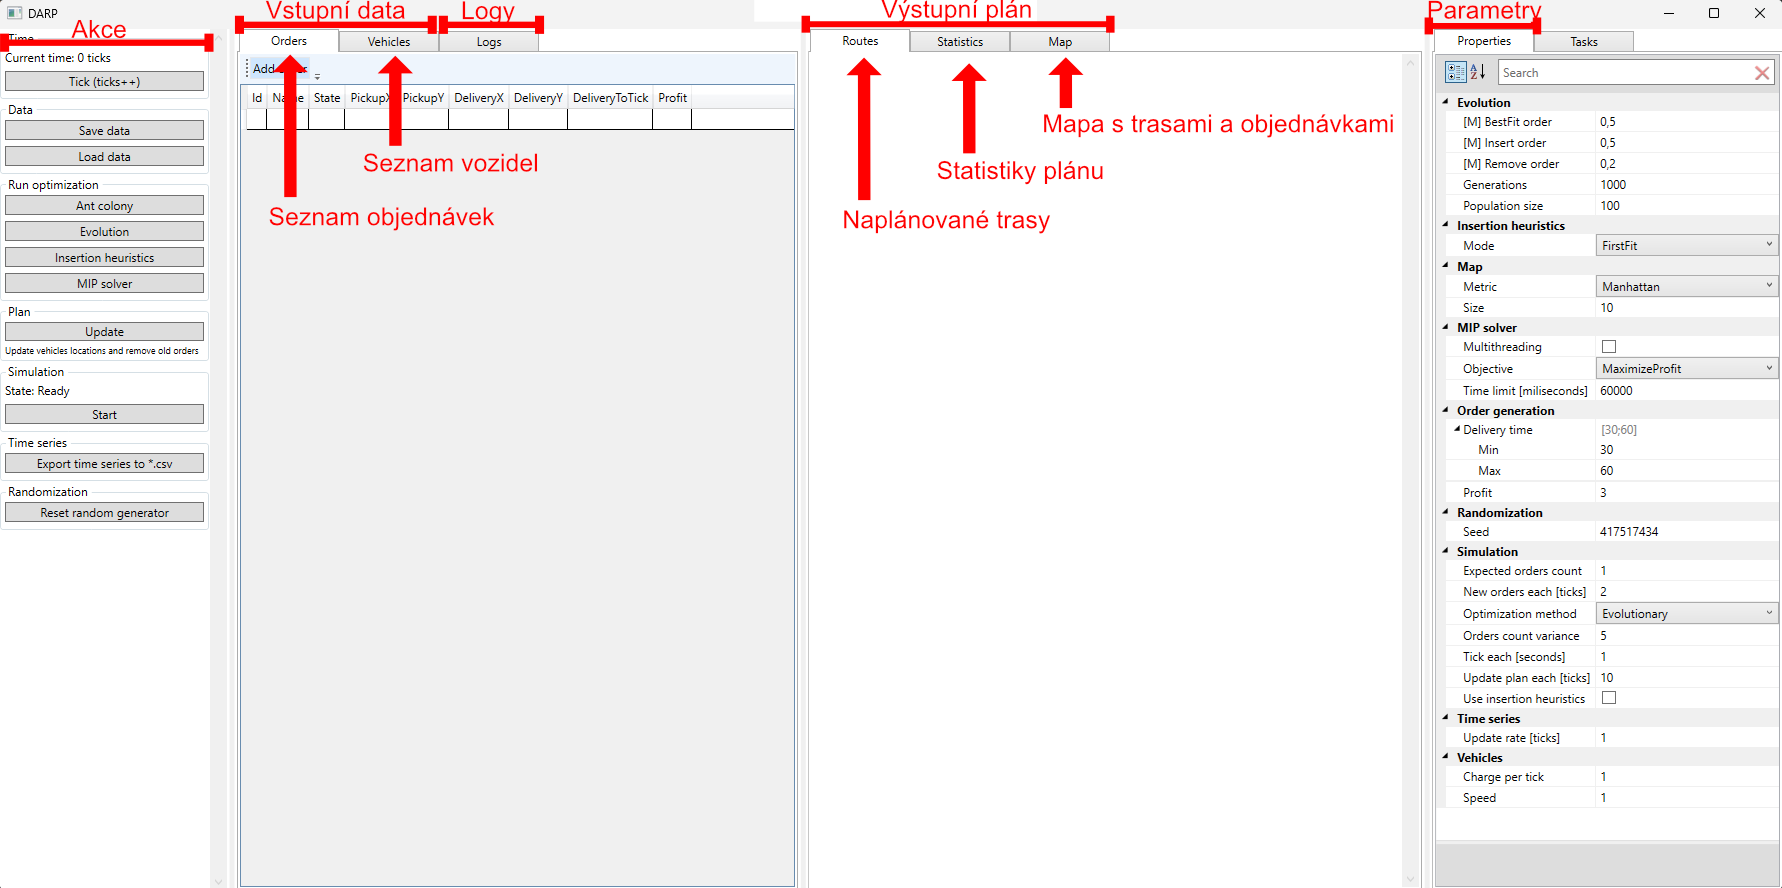 DARP
Akce
Vstupní data
Logy
Výstupní plán
Parametry
Time
Current time: 0 ticks
Tick (ticks++)
Data
Save data
Load data
Run optimization
Ant colony
Evolution
Insertion heuristics
MIP solver
Plan
Update
Update vehicles locations and remove old orders
Simulation
State: Ready
Start
Time series
Export time series to *.csv
Randomization
Reset random generator
Orders
Vehicles
Logs
Add
Id
Name
State
PickupX
PickupY
DeliveryX
DeliveryY
DeliveryToTick
Profit
Seznam vozidel
Seznam objednávek
Routes
Statistics
Map
Mapa s trasami a objednávkami
Statistiky plánu
Naplánované trasy
Properties
Tasks
Search
Evolution
[M] BestFit order 0,5
[M] Insert order 0,5
[M] Remove order 0,2
Generations 1000
Population size 100
Insertion heuristics
Mode FirstFit
Map
Metric Manhattan
Size 10
MIP solver
Multithreading
Objective MaximizeProfit
Time limit [miliseconds] 60000
Order generation
Delivery time [30;60]
Min 30
Max 60
Profit 3
Randomization
Seed 417517434
Simulation
Expected orders count 1
New orders each [ticks] 2
Optimization method Evolutionary
Orders count variance 5
Tick each [seconds] 1
Update plan each [ticks] 10
Use insertion heuristics
Time series
Update rate [ticks] 1
Vehicles
Charge per tick 1
Speed 1